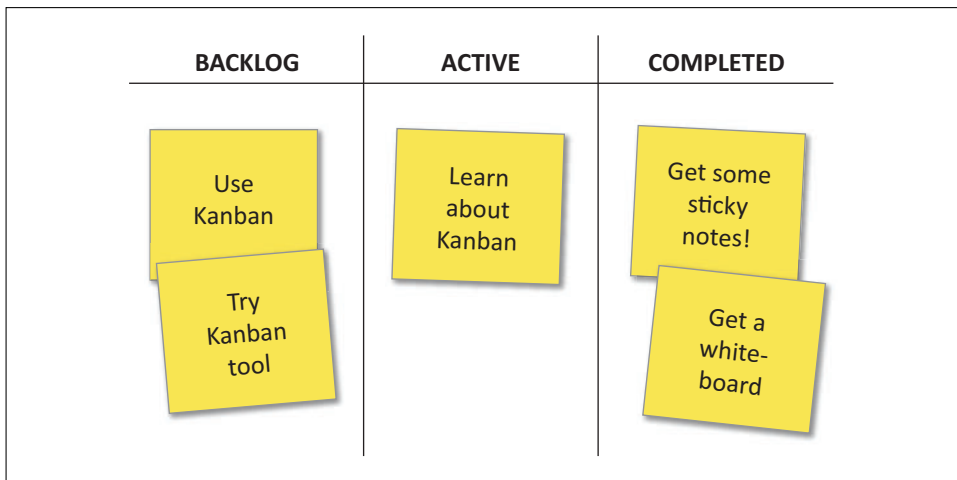 BACKLOG
ACTIVE
COMPLETED
Use
Kanban
Try
Kanban
tool
Learn
about
Kanban
Get some
sticky
notes!
Get a
white-
board